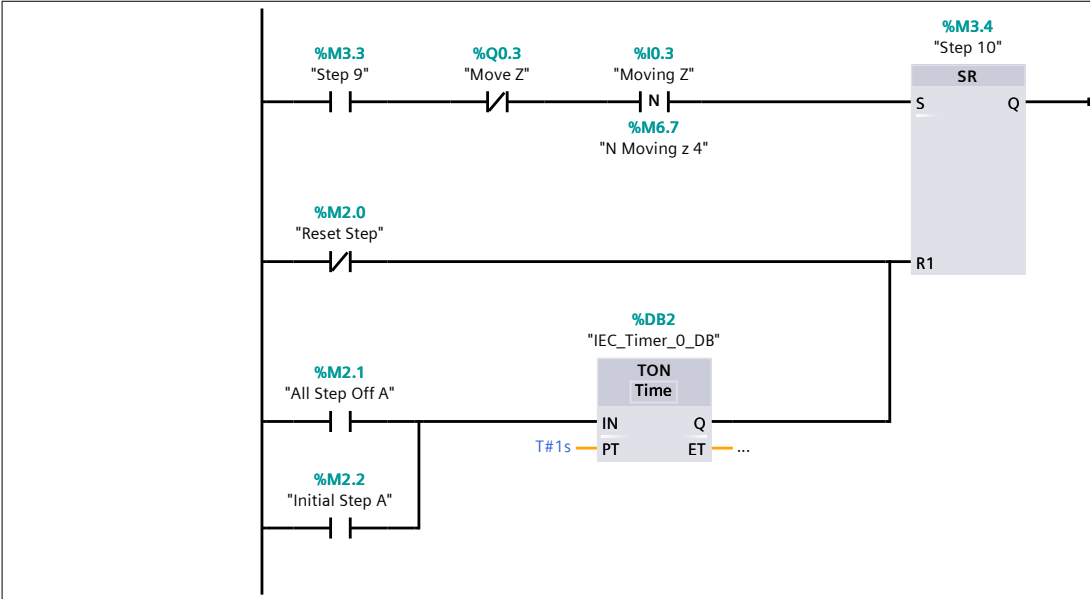 %M3.4
"Step 10"
%M3.3 %Q0.3 %I0.3
"Step 9" "Move Z" "Moving Z"
SR
N S Q
%M6.7
"N Moving z 4"
%M2.0
"Reset Step"
R1
%DB2
"IEC_Timer_0_DB"
TON
%M2.1
Time
"All Step Off A"
IN Q
T#1s PT ET ...
%M2.2
"Initial Step A"